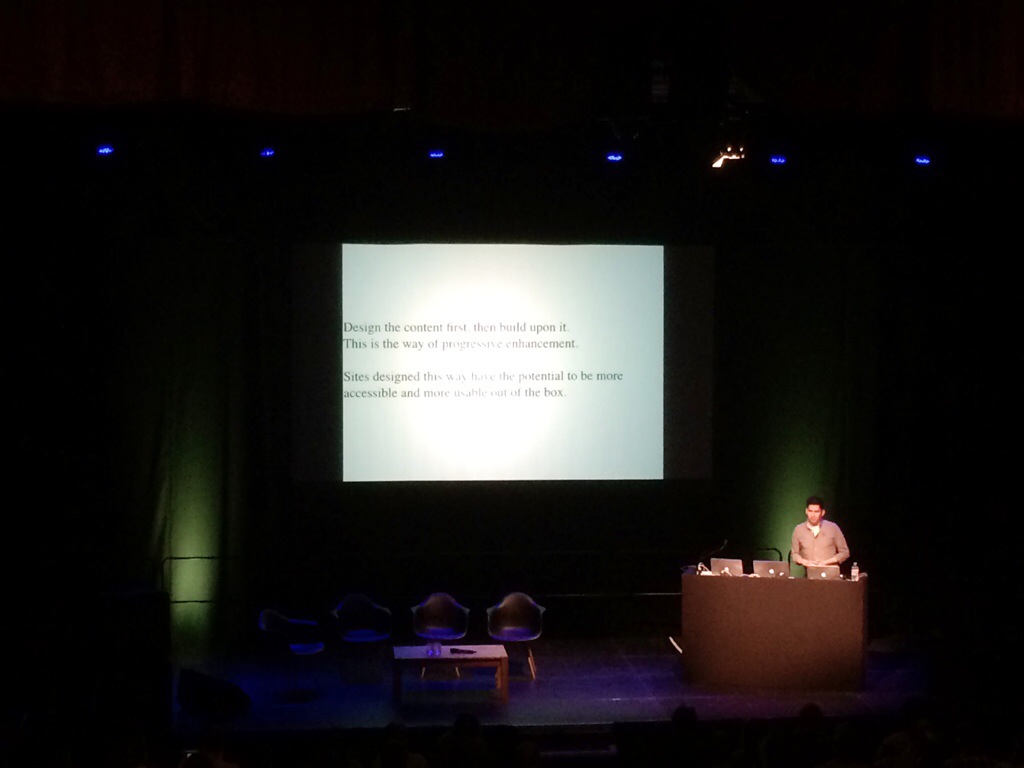 Design the content first, then build upon it.
This is the way of progressive enhancement.
Sites designed this way have the potential to be more
accessible and more usable out of the box.